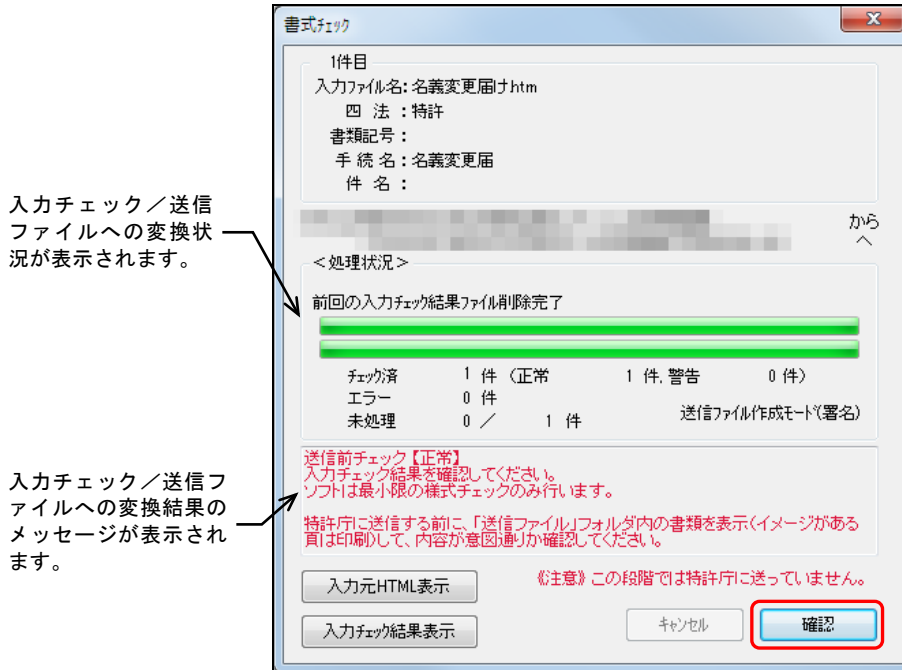 書式ﾁｪｯｸ
X
1件目
入力ﾌｧｲﾙ名:名義変更届けhtm
四 法 :特許
書類記号 :
手 続 名 : 名義変更届
件 名 :
から
へ
入力チェック／送信
ファイルへの変換状
況が表示されます。
＜処理状況＞
前回の入力ﾁｪｯｸ結果ﾌｧｲﾙ削除完了
ﾁｪｯｸ済 1 件 （正常 1 件, 警告 0 件）
エラー 0 件
未処理 0 ／ 1 件
送信ﾌｧｲﾙ作成ﾓｰﾄﾞ(署名)
入力チェック／送信フ
ァイルへの変換結果の
メッセージが表示され
ます。
送信前チェック【正常】
入力チェック結果を確認してください。
ソフトは最小限の様式チェックのみ行います。
特許庁に送信する前に、「送信ファイル」フォルダ内の書類を表示(イメージがある
頁は印刷)して、内容が意図通りか確認してください。
入力元HTML表示
《注意》この段階では特許庁に送っていません。
入力ﾁｪｯｸ結果表示
ｷｬﾝｾﾙ
確認